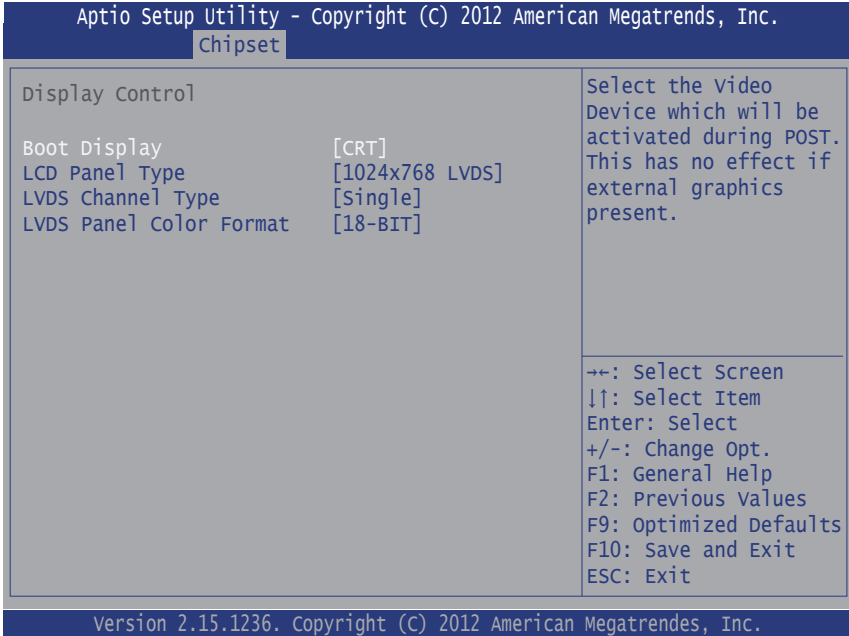 Aptio Setup Utility - Copyright (C) 2012 American Megatrends, Inc.
Chipset
Display Control
Boot Display [CRT]
LCD Panel Type [1024x768 LVDS]
LVDS Channel Type [Single]
LVDS Panel Color Format [18-BIT]
Select the Video
Device which will be
activated during POST.
This has no effect if
external graphics
present.
→←: Select Screen
↓↑: Select Item
Enter: Select
+/-: Change Opt.
F1: General Help
F2: Previous Values
F9: Optimized Defaults
F10: Save and Exit
ESC: Exit
Version 2.15.1236. Copyright (C) 2012 American Megatrendes, Inc.